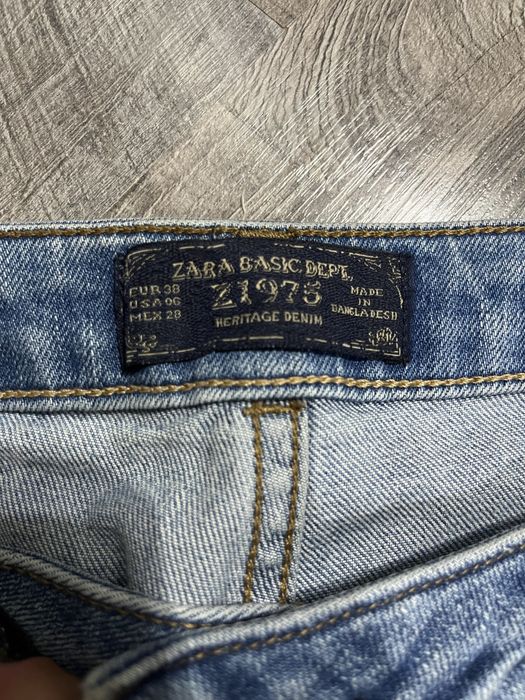 ZARA BASIC DEPT.
EUR 38
USA 06
MEX 28
Z1975
HERITAGE DENIM
MADE
IN
BANGLADESH